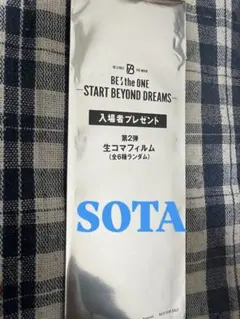 BE:the ONE
-START BEYOND DREAMS-
入場者プレゼント
第2弾
生コマフィルム
(全6種ランダム)
SOTA